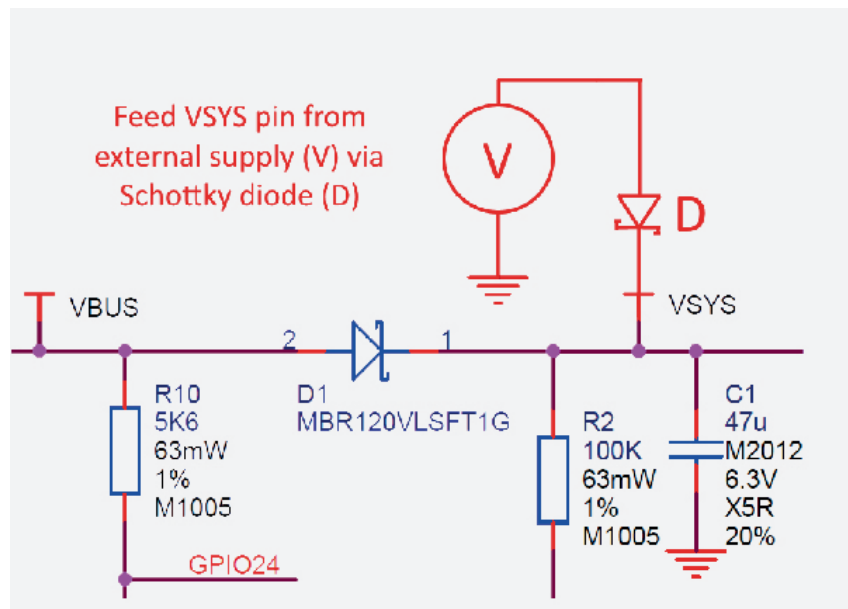 Feed VSYS pin from
external supply (V) via
Schottky diode (D)
V
D
VBUS
VSYS
2
1
R10
5K6
63mW
1%
M1005
D1
MBR120VLSFT1G
R2
100K
63mW
1%
M1005
C1
47u
M2012
6.3V
X5R
20%
GPIO24